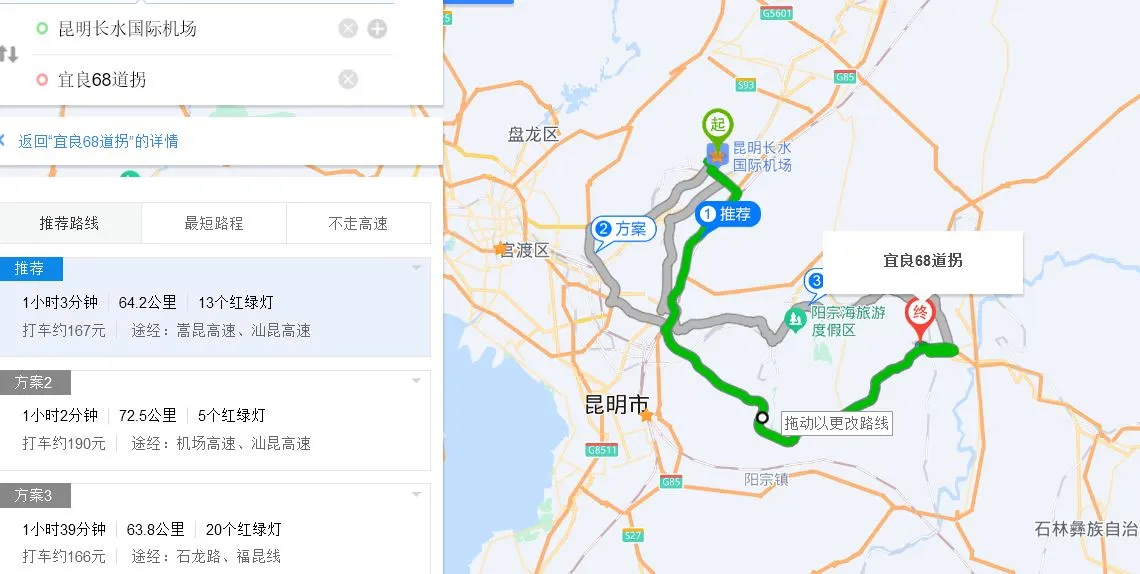 昆明长水国际机场
宜良68道拐
返回“宜良68道拐”的详情
推荐路线
最短路程
不走高速
推荐
1小时3分钟
64.2公里
13个红绿灯
打车约167元
途经：嵩昆高速、汕昆高速
方案2
1小时2分钟
72.5公里
5个红绿灯
打车约190元
途经：机场高速、汕昆高速
方案3
1小时39分钟
63.8公里
20个红绿灯
打车约166元
途经：石龙路、福昆线
G5601
G85
S93
盘龙区
起
昆明长水
国际机场
1 推荐
2 方案
官渡区
宜良68道拐
3
终
阳宗海旅游
度假区
昆明市
拖动以更改路线
G8511
G85
阳宗镇
S27
石林彝族自治